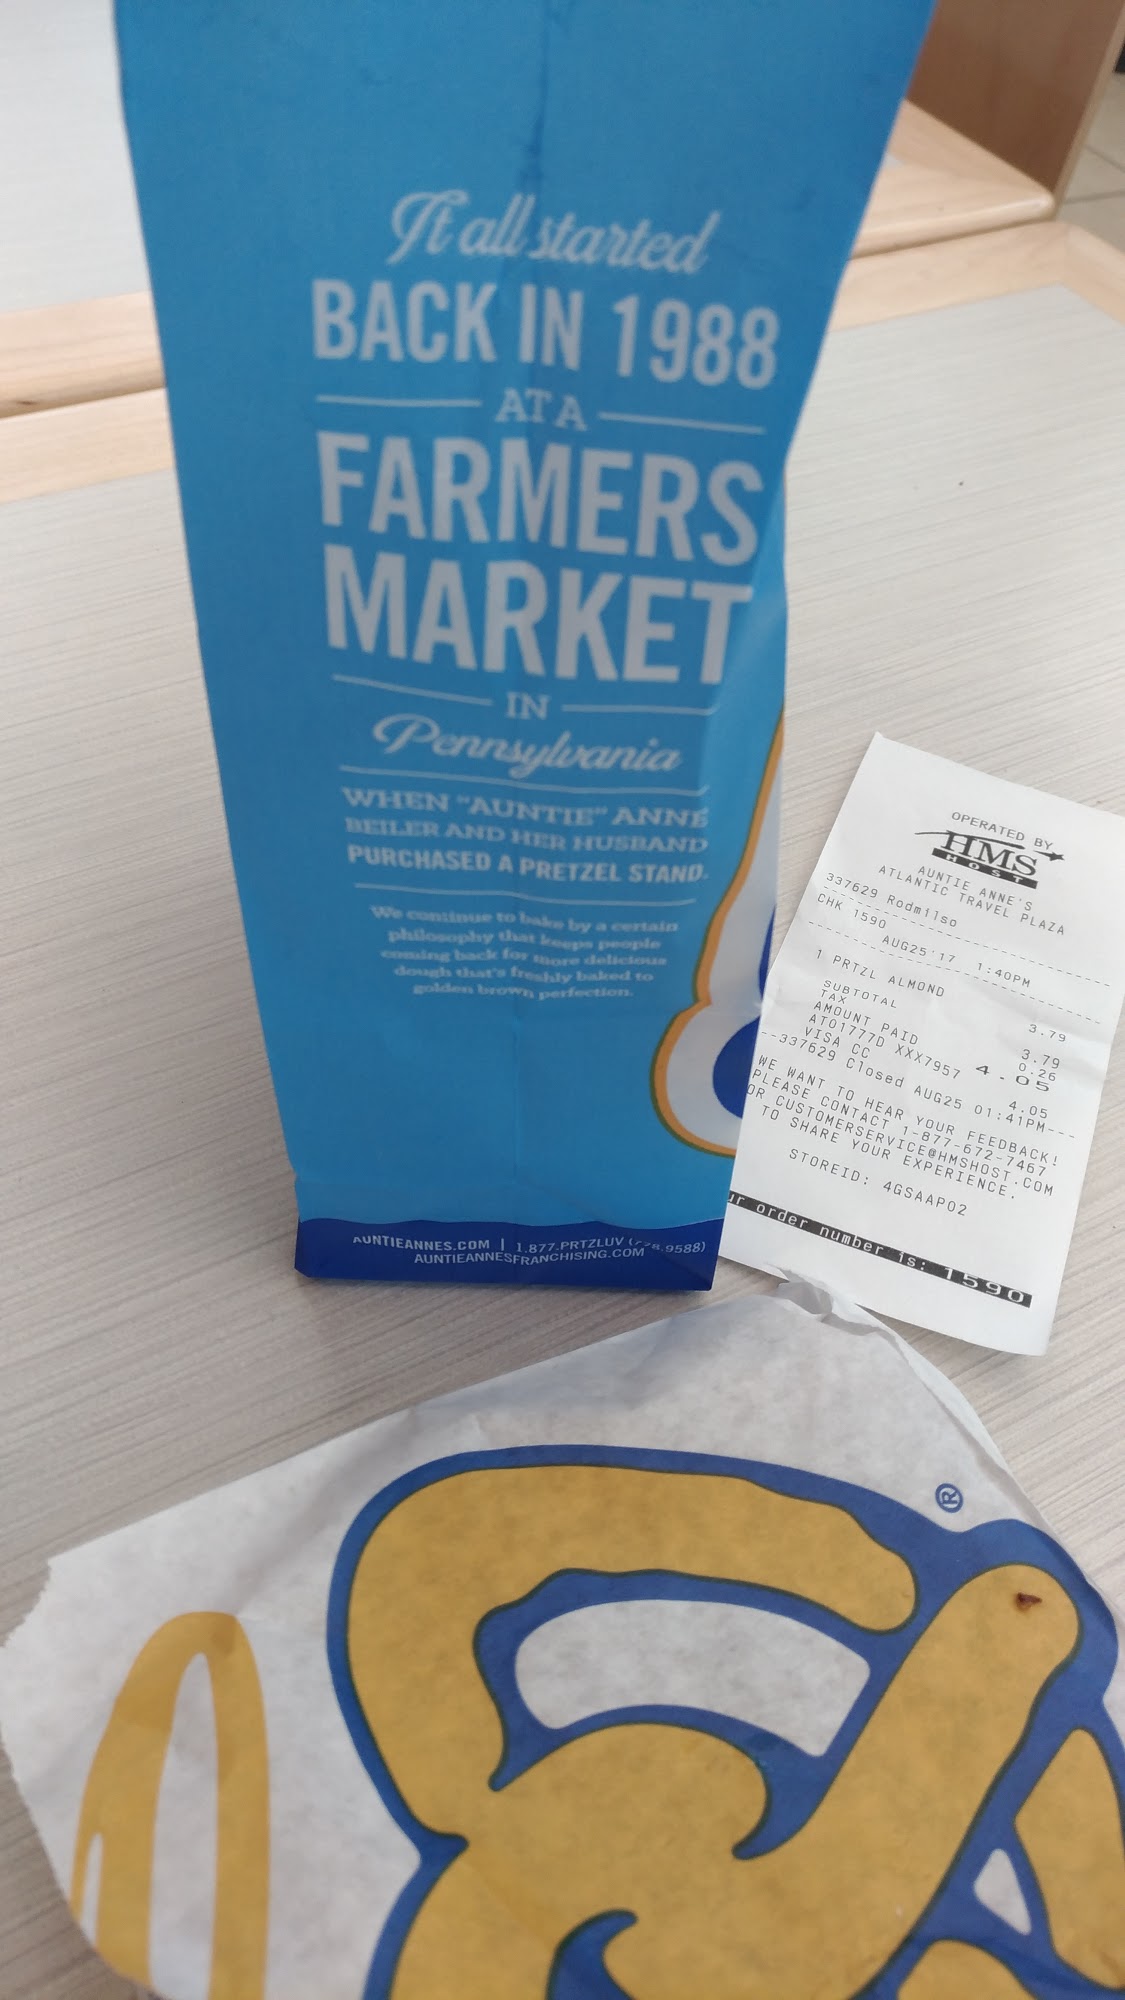 It all started
BACK IN 1988
AT A
FARMERS
MARKET
IN
Pennsylvania
WHEN "AUNTIE" ANNE
BEILER AND HER HUSBAND
PURCHASED A PRETZEL STAND.
We continue to bake by a certain
philosophy that keeps people
coming back for more delicious
dough that's freshly baked to
golden brown perfection.
AUNTIEANNES.COM | 1.877.PRTZLUV (778.9588)
AUNTIEANNESFRANCHISING.COM
OPERATED BY
HMS
HOST
AUNTIE ANNE'S
ATLANTIC TRAVEL PLAZA
337629 Rodmilso
CHK 1590
AUG25'17 1:40PM
1 PRTZL ALMOND 3.79
SUBTOTAL 3.79
TAX 0.26
AMOUNT PAID 4.05
AT01777D XXX7957
VISA CC 4.05
--337629 Closed AUG25 01:41PM---
WE WANT TO HEAR YOUR FEEDBACK!
PLEASE CONTACT 1-877-672-7467
OR CUSTOMERSERVICE@HMSHOST.COM
TO SHARE YOUR EXPERIENCE.
STOREID: 4GSAAP02
ur order number is: 1590
®